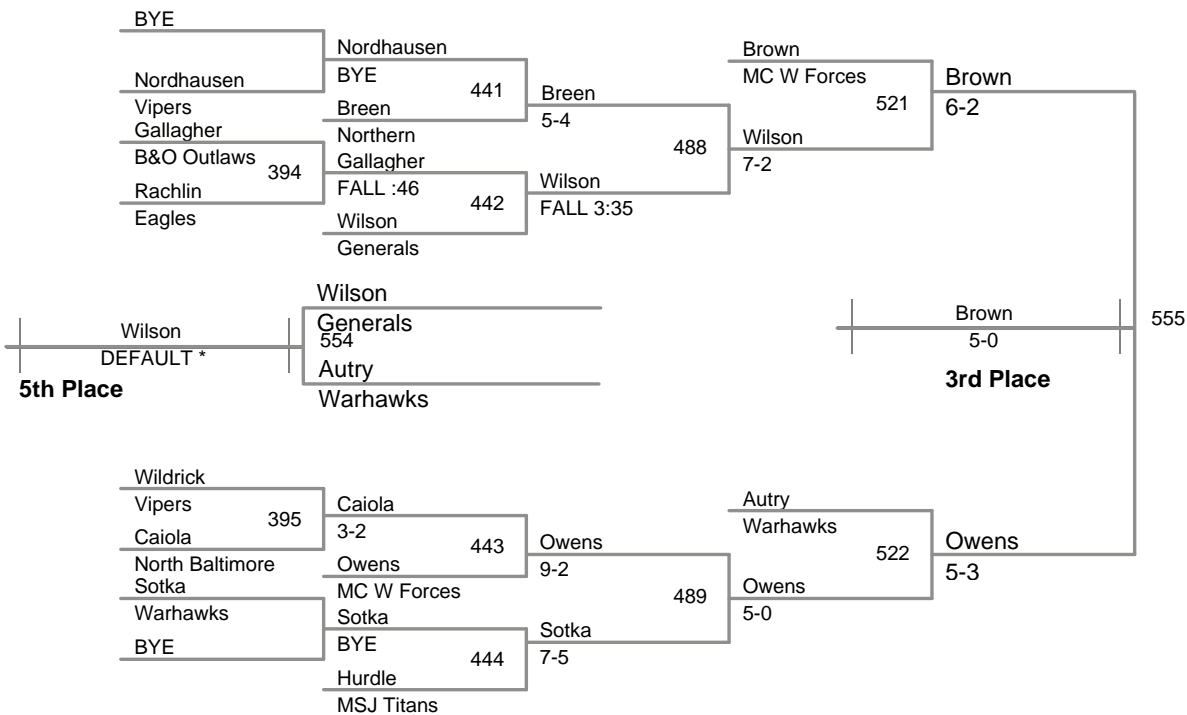 BYE
Nordhausen
Vipers
Gallagher
B&O Outlaws
394
Rachlin
Eagles
Nordhausen
BYE
441
Breen
Northern
Gallagher
FALL :46
442
Wilson
Generals
Breen
5-4
488
Wilson
FALL 3:35
Brown
MC W Forces
521
Wilson
7-2
Brown
6-2
Wilson
DEFAULT *
5th Place
Wilson
Generals
554
Autry
Warhawks
Brown
5-0
3rd Place
555
Wildrick
Vipers
395
Caiola
North Baltimore
Sotka
Warhawks
BYE
Caiola
3-2
443
Owens
MC W Forces
Sotka
BYE
444
Hurdle
MSJ Titans
Owens
9-2
489
Sotka
7-5
Autry
Warhawks
522
Owens
5-0
Owens
5-3